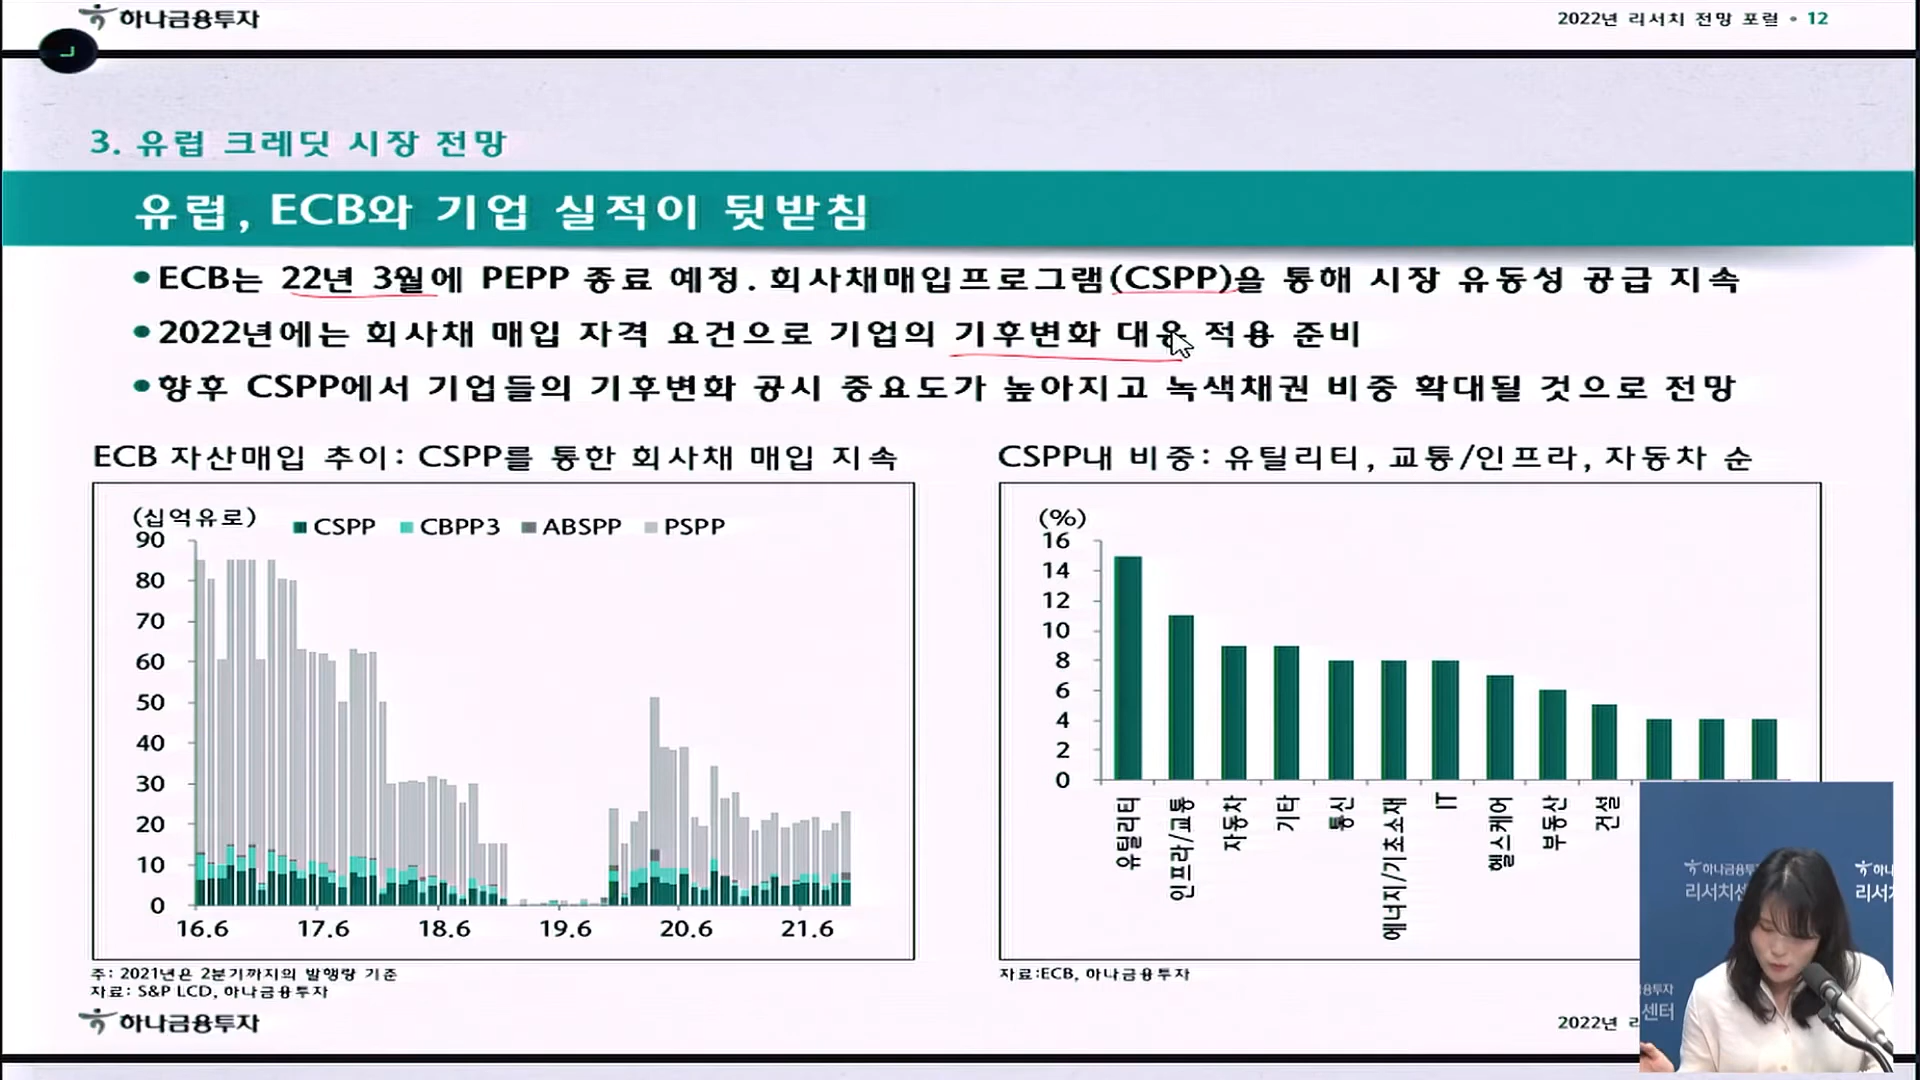 하나금융투자
2022년 리서치 전망 포럼 • 12
3. 유럽 크레딧 시장 전망
유럽, ECB와 기업 실적이 뒷받침
•ECB는 22년 3월에 PEPP 종료 예정. 회사채매입프로그램(CSPP)을 통해 시장 유동성 공급 지속
•2022년에는 회사채 매입 자격 요건으로 기업의 기후변화 대응 적용 준비
•향후 CSPP에서 기업들의 기후변화 공시 중요도가 높아지고 녹색채권 비중 확대될 것으로 전망
ECB 자산매입 추이: CSPP를 통한 회사채 매입 지속
(십억유로)
CSPP CBPP3 ABSPP PSPP
90
80
70
60
50
40
30
20
10
0
16.6 17.6 18.6 19.6 20.6 21.6
주: 2021년은 2분기까지의 발행량 기준
자료: S&P LCD, 하나금융투자
CSPP내 비중: 유틸리티, 교통/인프라, 자동차 순
(%)
16
14
12
10
8
6
4
2
0
유틸리티
인프라/교통
자동차
기타
통신
에너지/기초소재
IT
헬스케어
부동산
건설
자료:ECB, 하나금융투자
하나금융투자
2022년
하나금융
리서치센
하나
리서치
금융투자
센터